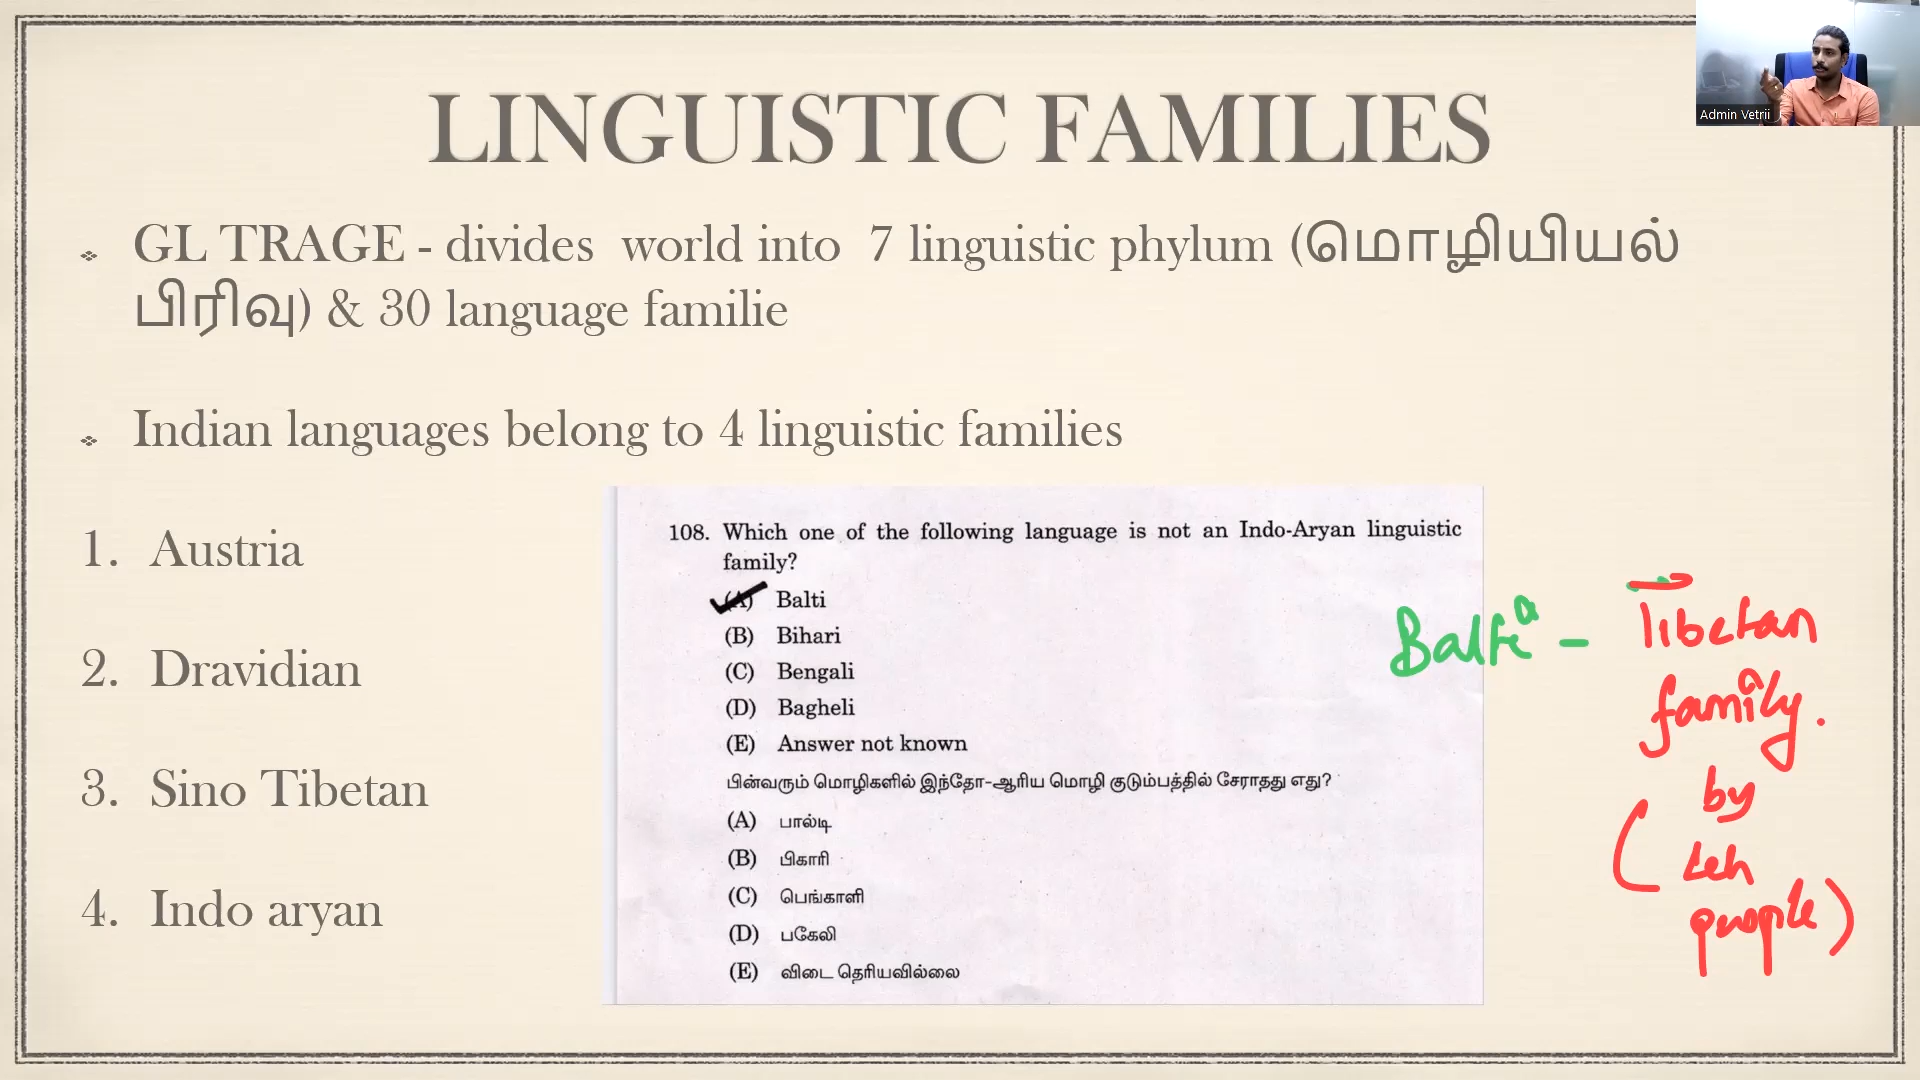 Admin Vetrii
LINGUISTIC FAMILIES
GL TRAGE - divides world into 7 linguistic phylum (மொழியியல்
பிரிவு) & 30 language familie
Indian languages belong to 4 linguistic families
1. Austria
2. Dravidian
3. Sino Tibetan
4. Indo aryan
108. Which one of the following language is not an Indo-Aryan linguistic
family?
(A) Balti
(B) Bihari
(C) Bengali
(D) Bagheli
(E) Answer not known
பின்வரும் மொழிகளில் இந்தோ-ஆரிய மொழி குடும்பத்தில் சேராதது எது?
(A) பால்டி
(B) பிகாரி
(C) பெங்காளி
(D) பகேலி
(E) விடை தெரியவில்லை
Balti - Tibetan
family.
by
(Leh
people)